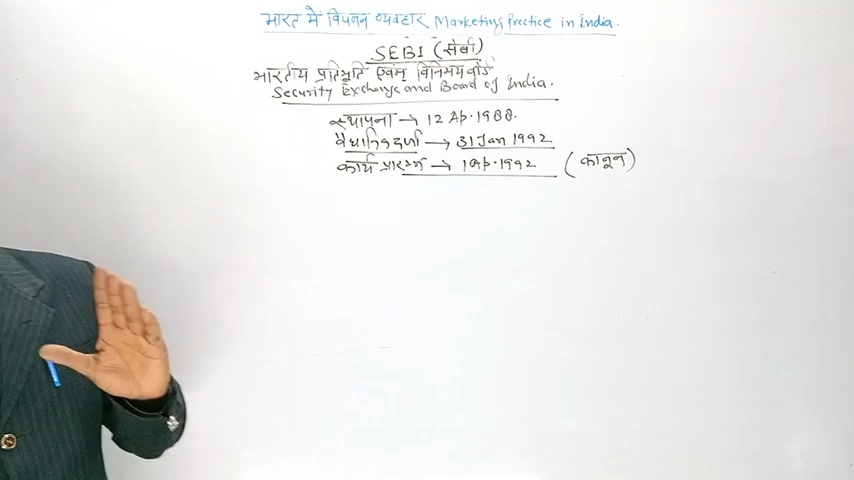 भारत में विपणन व्यवहार Marketing Prectice in India.
SEBI (सेबी)
भारतीय प्रतिभूति एवंम् विनिमय बोर्ड
Security Exchange and Board of India.
स्थापना → 12 Ap. 1988.
वैधानिक दर्जा → 31 Jan 1992
कार्य प्रारम्भ → 1 Ap. 1992 (कानून)